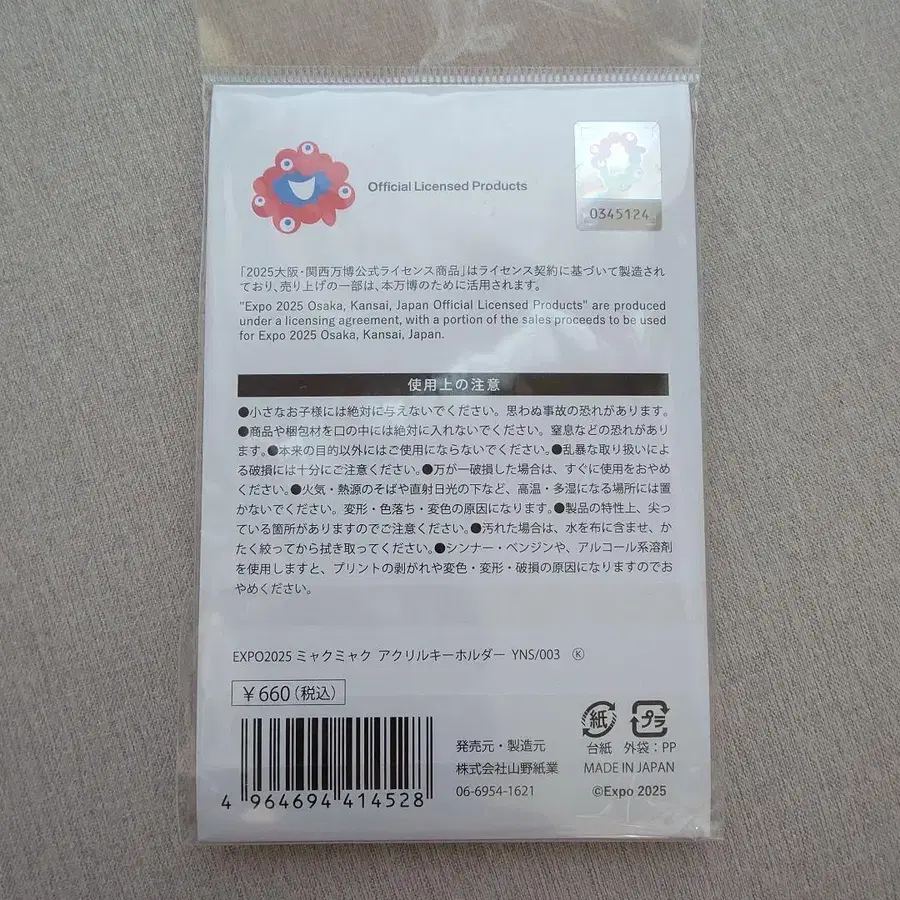 Official Licensed Products
0345124
「2025大阪・関西万博公式ライセンス商品」はライセンス契約に基づいて製造され
ており、売り上げの一部は、本万博のために活用されます。
"Expo 2025 Osaka, Kansai, Japan Official Licensed Products" are produced
under a licensing agreement, with a portion of the sales proceeds to be used
for Expo 2025 Osaka, Kansai, Japan.
使用上の注意
●小さなお子様には絶対に与えないでください。思わぬ事故の恐れがあります。
●商品や梱包材を口の中には絶対に入れないでください。窒息などの恐れがあり
ます。●本来の目的以外にはご使用にならないでください。●乱暴な取り扱いによ
る破損には十分にご注意ください。●万が一破損した場合は、すぐに使用をおやめ
ください。●火気・熱源のそばや直射日光の下など、高温・多湿になる場所には置
かないでください。変形・色落ち・変色の原因になります。●製品の特性上、尖っ
ている箇所がありますのでご注意ください。●汚れた場合は、水を布に含ませ、か
たく絞ってから拭き取ってください。●シンナー・ベンジンや、アルコール系溶剤
を使用しますと、プリントの剥がれや変色・変形・破損の原因になりますのでお
やめください。
EXPO2025 ミャクミャク アクリルキーホルダー YNS/003 Ⓚ
¥660(税込)
4 964694 414528
発売元・製造元
株式会社山野紙業
06-6954-1621
紙 プラ
台紙 外袋:PP
MADE IN JAPAN
©Expo 2025